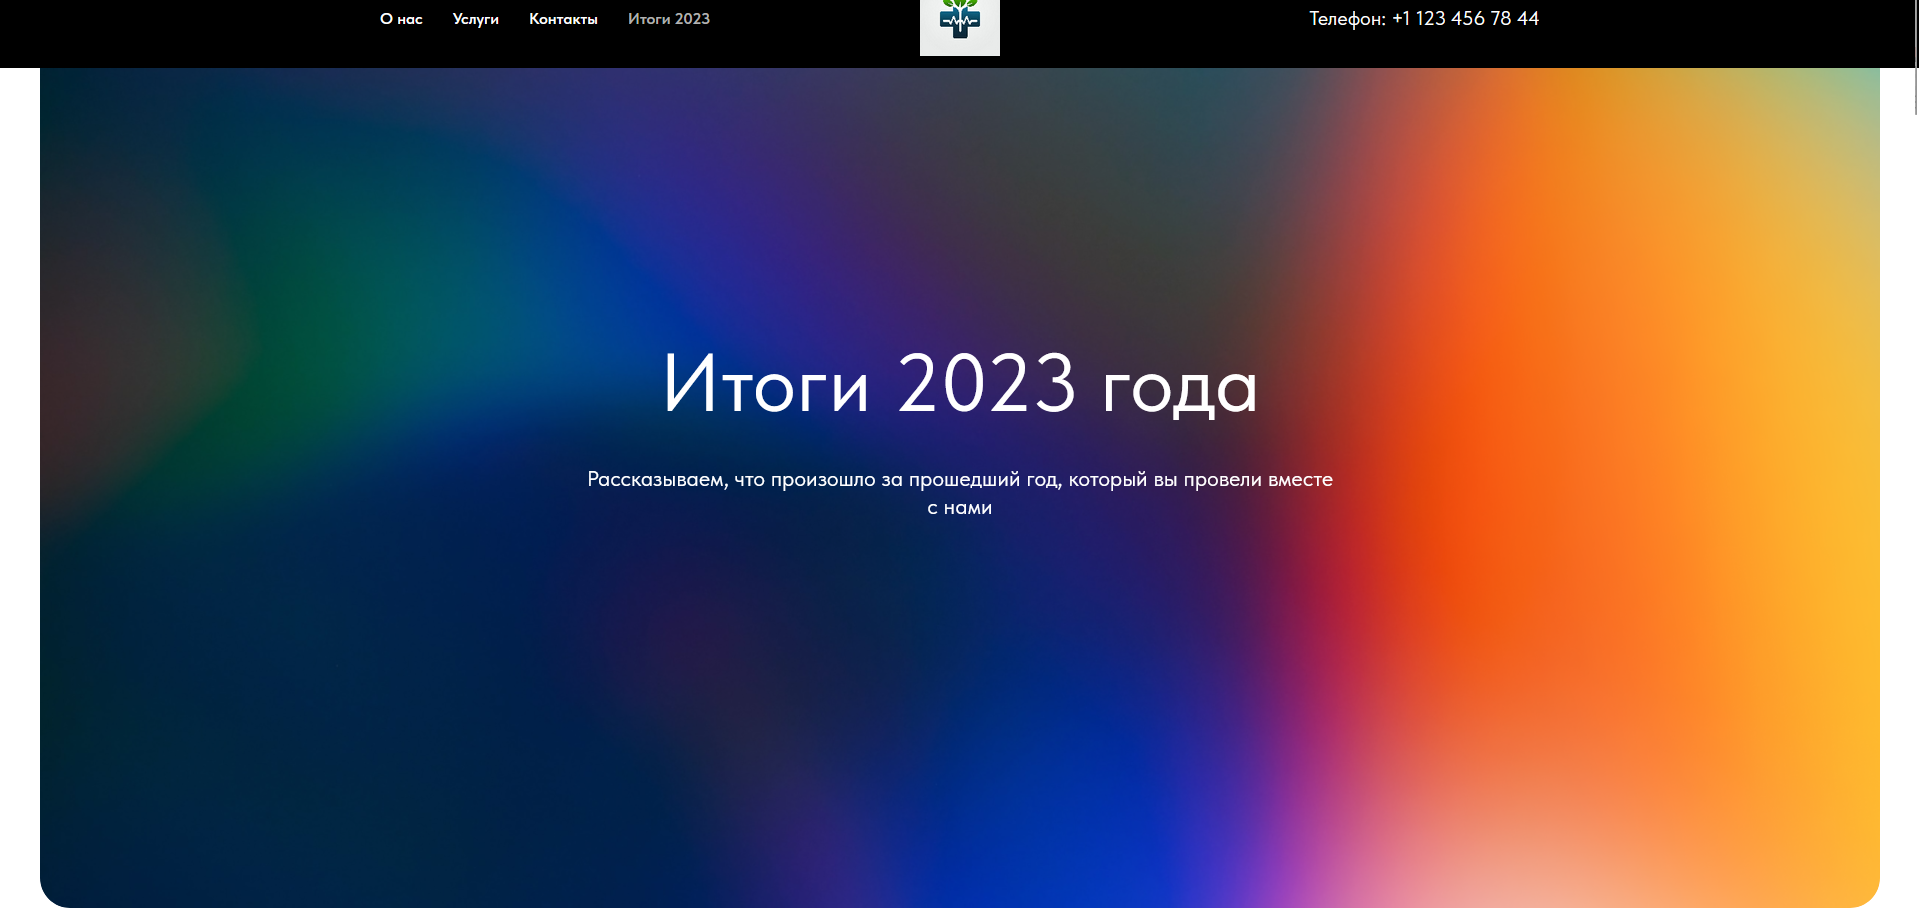 О нас Услуги Контакты Итоги 2023 Телефон: +1 123 456 78 44
Итоги 2023 года
Рассказываем, что произошло за прошедший год, который вы провели вместе
с нами